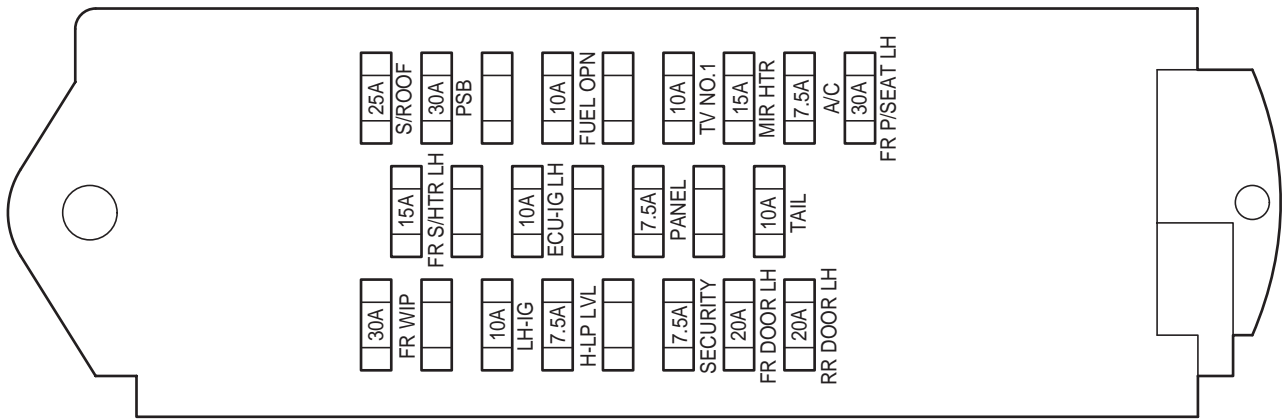 25A
S/ROOF
30A
PSB
10A
FUEL OPN
10A
TV NO.1
15A
MIR HTR
7.5A
A/C
30A
FR P/SEAT LH
15A
FR S/HTR LH
10A
ECU-IG LH
7.5A
PANEL
10A
TAIL
30A
FR WIP
10A
LH-IG
7.5A
H-LP LVL
7.5A
SECURITY
20A
FR DOOR LH
20A
RR DOOR LH